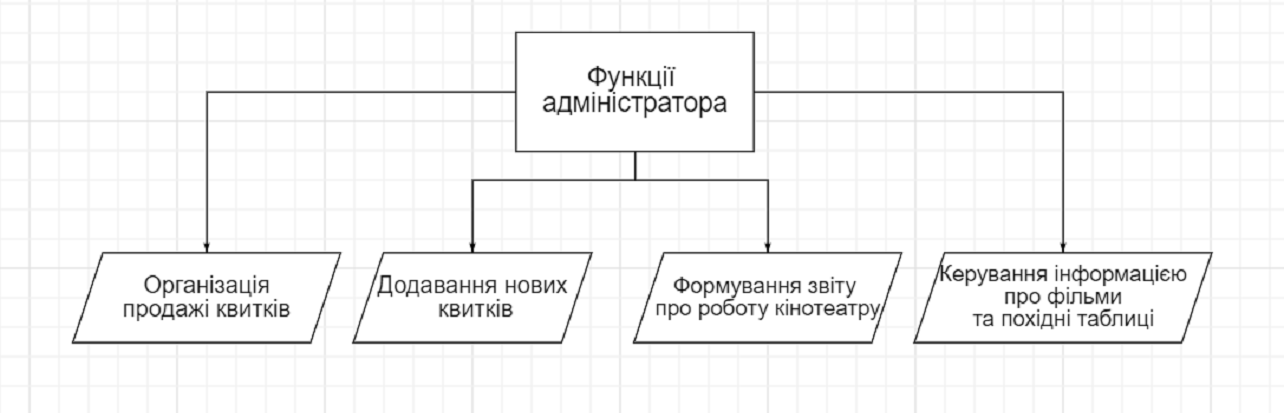 Функції
адміністратора
Організація
продажі квитків
Додавання нових
квитків
Формування звіту
про роботу кінотеатру
Керування інформацією
про фільми
та похідні таблиці